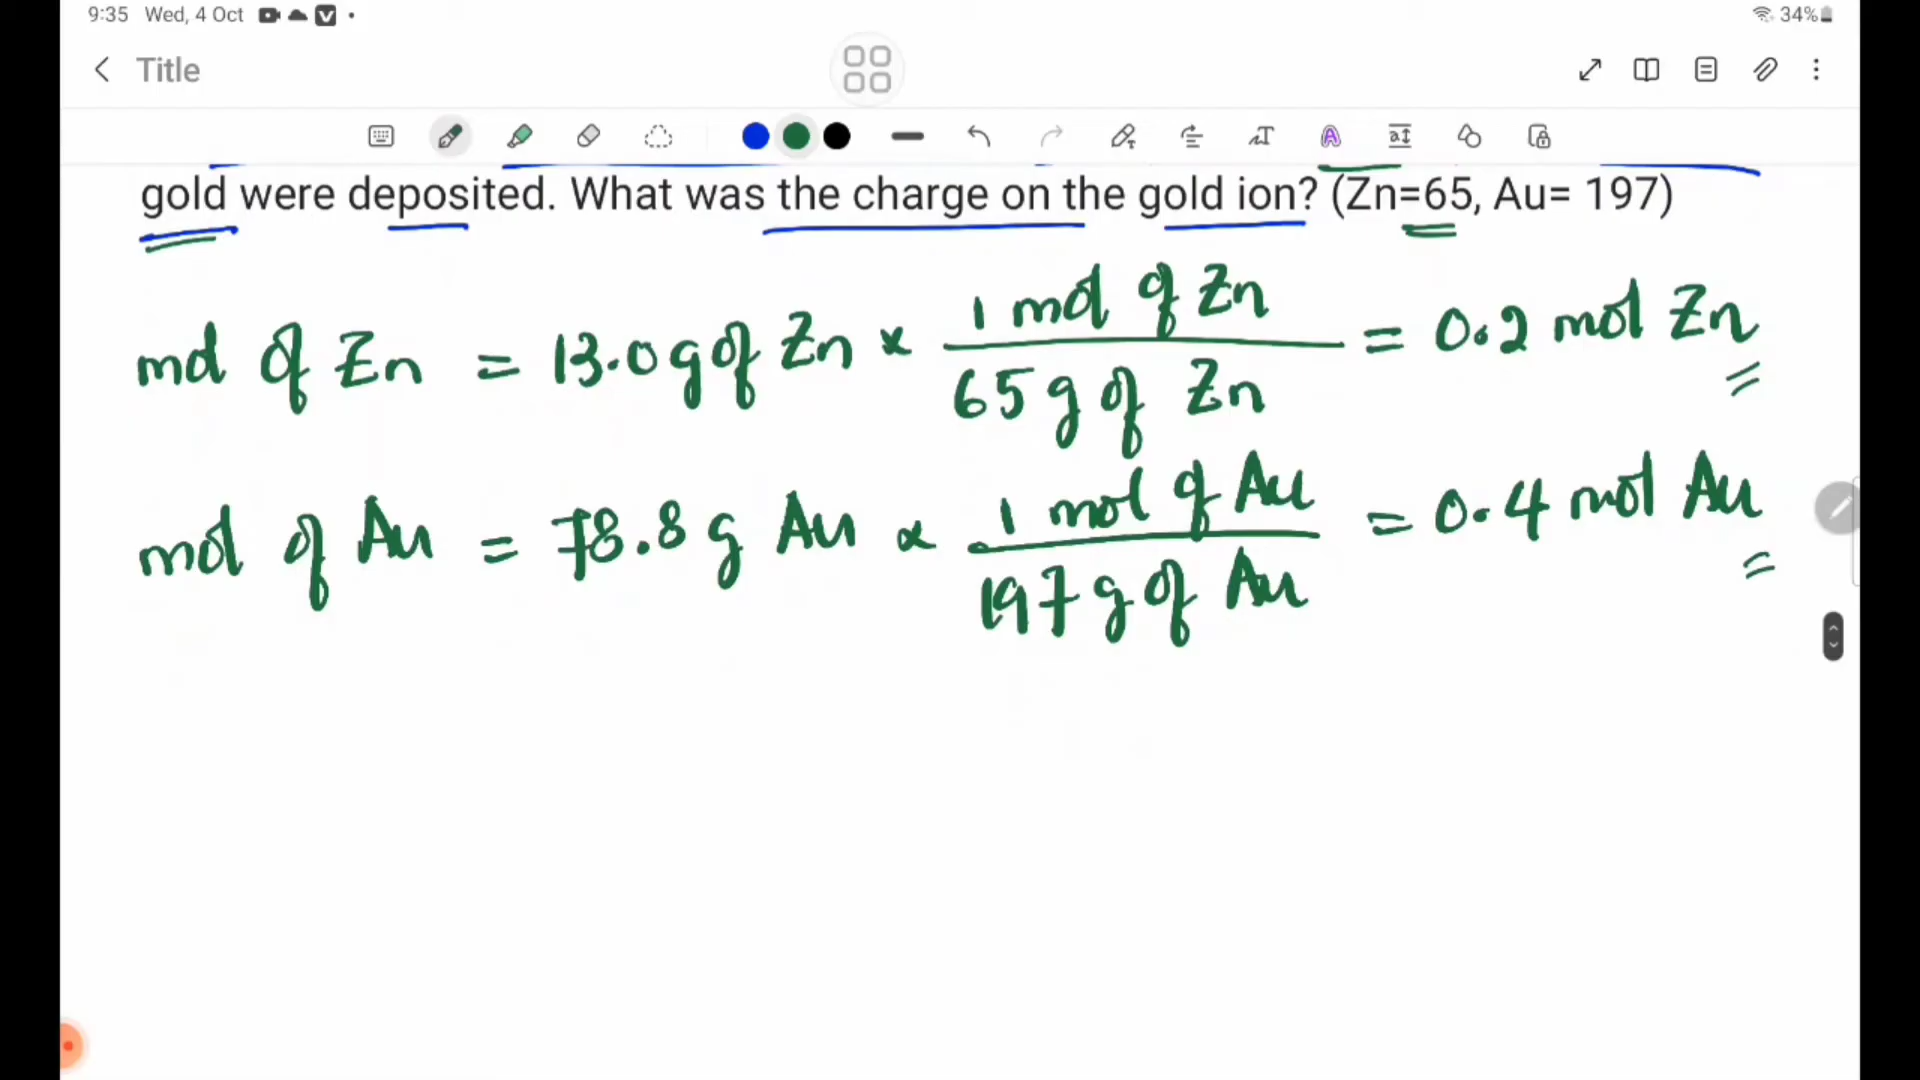 9:35 Wed, 4 Oct V 34%
Title
gold were deposited. What was the charge on the gold ion? (Zn=65, Au= 197)
mol of Zn = 13.0g of Zn × 1 mol of Zn / 65 g of Zn = 0.2 mol Zn
mol of Au = 78.8 g Au × 1 mol of Au / 197 g of Au = 0.4 mol Au